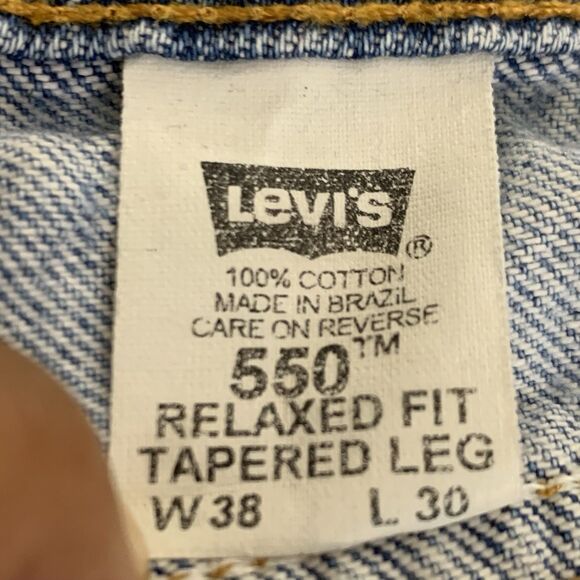 Levi's ®
100% COTTON
MADE IN BRAZIL
CARE ON REVERSE
550™
RELAXED FIT
TAPERED LEG
W 38 L 30